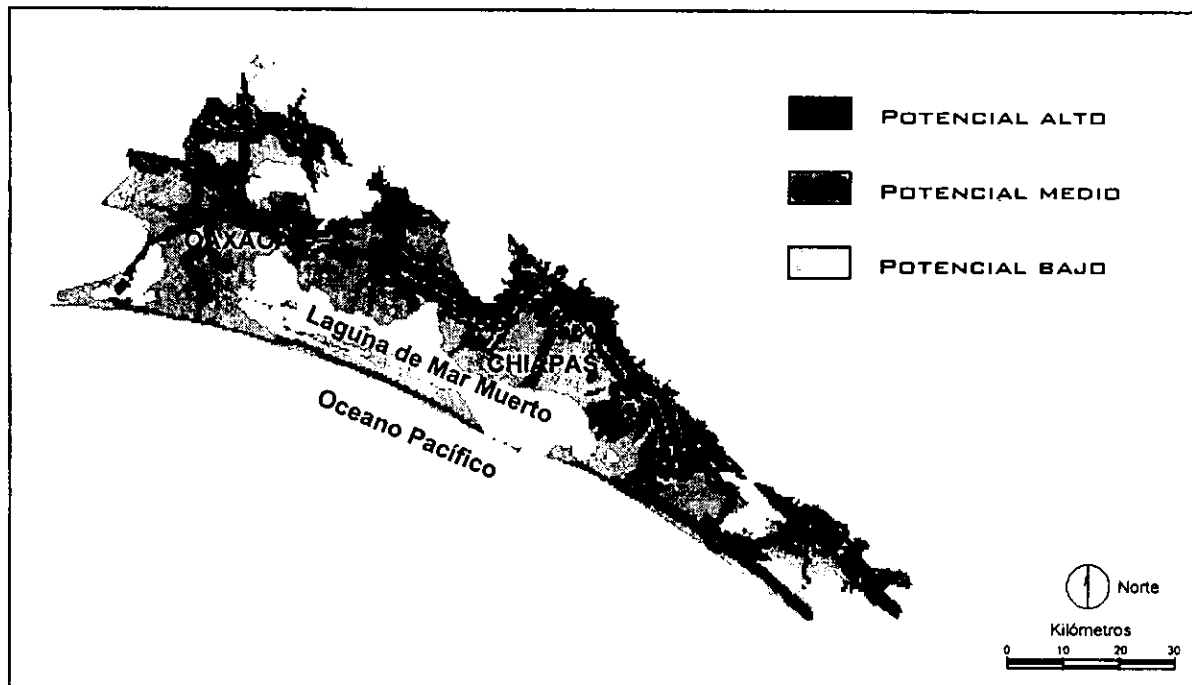 POTENCIAL ALTO
POTENCIAL MEDIO
POTENCIAL BAJO
OAXAC
Laguna de Mar Muerto
CHIAPAS
Oceano Pacífico
Norte
Kilómetros
0 10 20 30